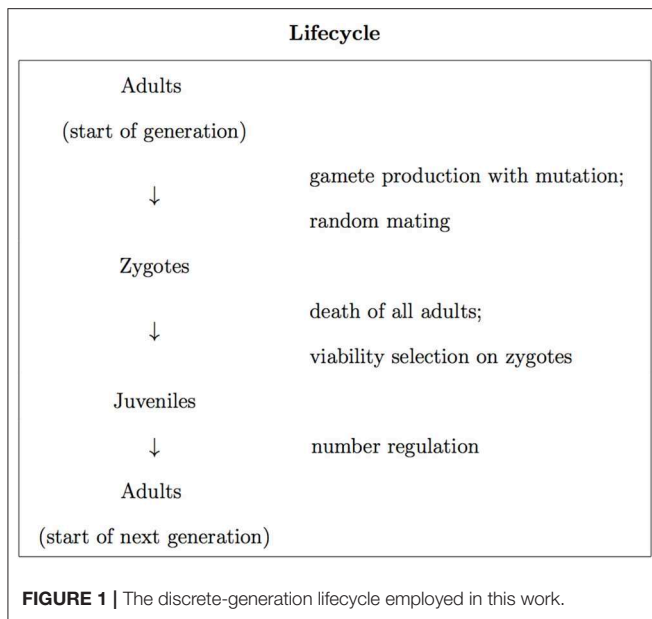 Lifecycle
Adults
(start of generation)
↓
gamete production with mutation;
random mating
Zygotes
↓
death of all adults;
viability selection on zygotes
Juveniles
↓
number regulation
Adults
(start of next generation)
FIGURE 1 | The discrete-generation lifecycle employed in this work.